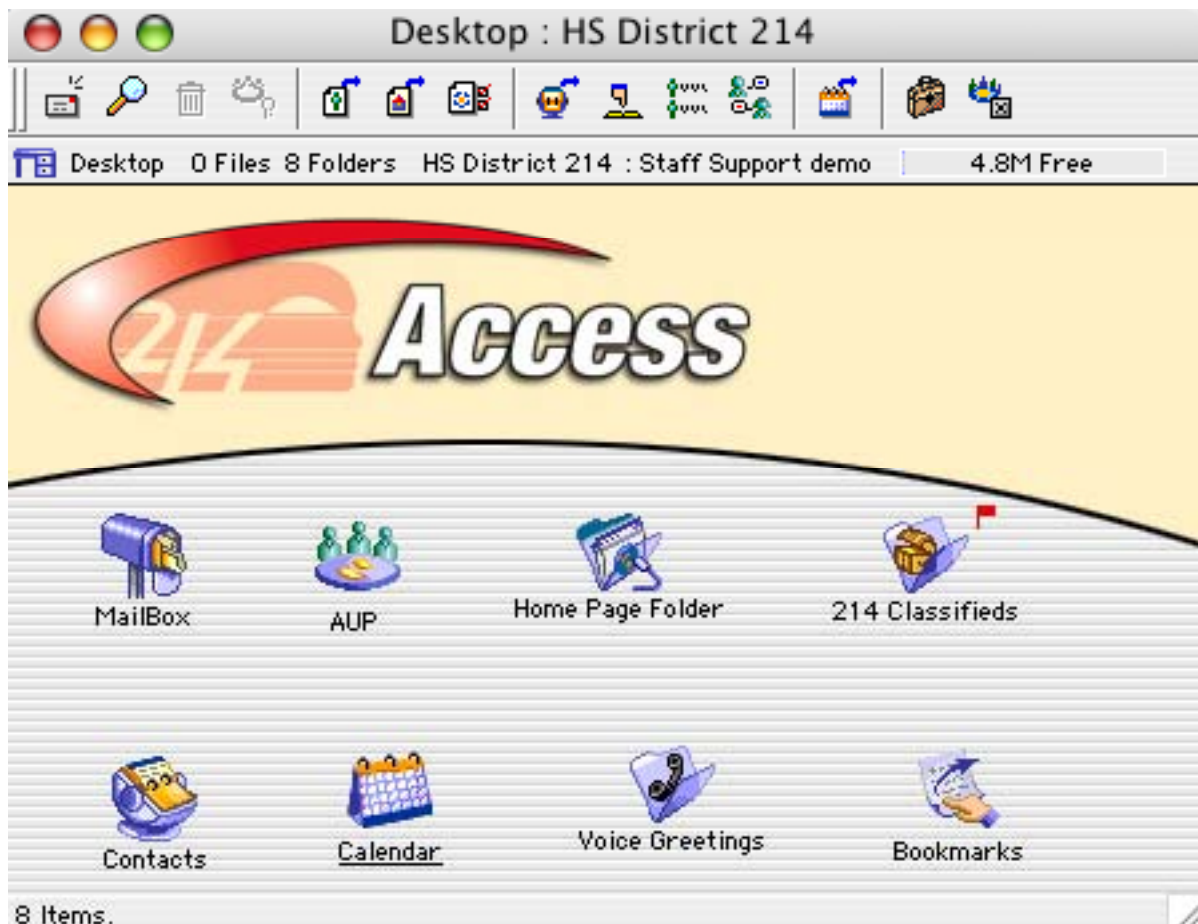 Desktop : HS District 214
Desktop 0 Files 8 Folders HS District 214 : Staff Support demo 4.8M Free
214 Access
MailBox AUP Home Page Folder 214 Classifieds
Contacts Calendar Voice Greetings Bookmarks
8 Items.